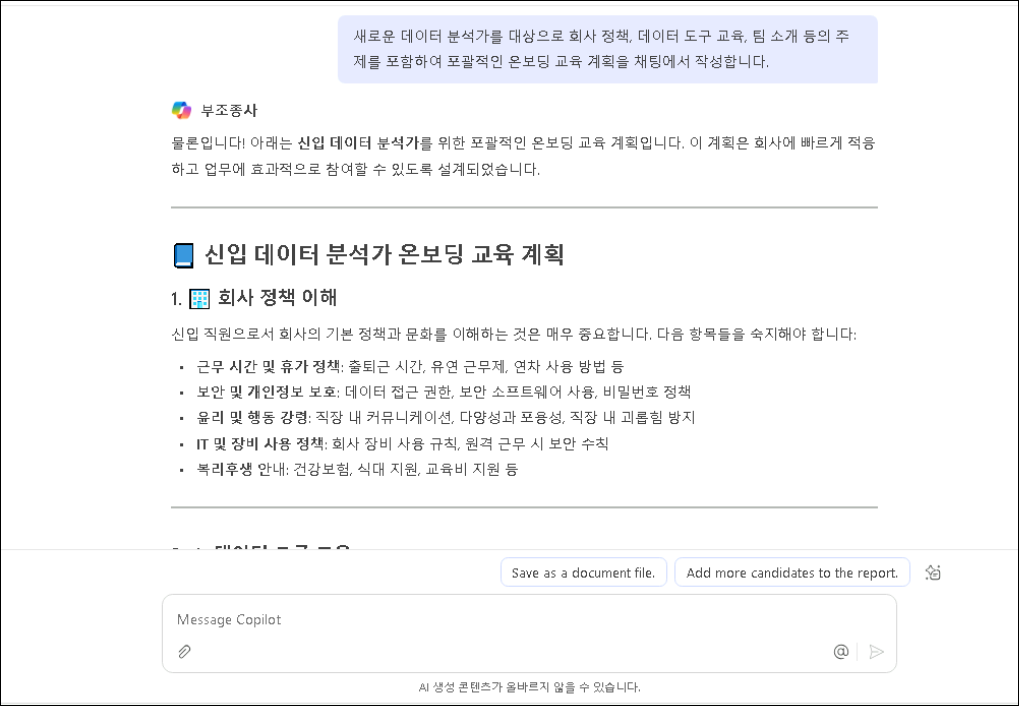 새로운 데이터 분석가를 대상으로 회사 정책, 데이터 도구 교육, 팀 소개 등의 주
제를 포함하여 포괄적인 온보딩 교육 계획을 채팅에서 작성합니다.
부조종사
물론입니다! 아래는 신입 데이터 분석가를 위한 포괄적인 온보딩 교육 계획입니다. 이 계획은 회사에 빠르게 적응
하고 업무에 효과적으로 참여할 수 있도록 설계되었습니다.
신입 데이터 분석가 온보딩 교육 계획
1. 회사 정책 이해
신입 직원으로서 회사의 기본 정책과 문화를 이해하는 것은 매우 중요합니다. 다음 항목들을 숙지해야 합니다:
• 근무 시간 및 휴가 정책: 출퇴근 시간, 유연 근무제, 연차 사용 방법 등
• 보안 및 개인정보 보호: 데이터 접근 권한, 보안 소프트웨어 사용, 비밀번호 정책
• 윤리 및 행동 강령: 직장 내 커뮤니케이션, 다양성과 포용성, 직장 내 괴롭힘 방지
• IT 및 장비 사용 정책: 회사 장비 사용 규칙, 원격 근무 시 보안 수칙
• 복리후생 안내: 건강보험, 식대 지원, 교육비 지원 등
Save as a document file.
Add more candidates to the report.
Message Copilot
AI 생성 콘텐츠가 올바르지 않을 수 있습니다.